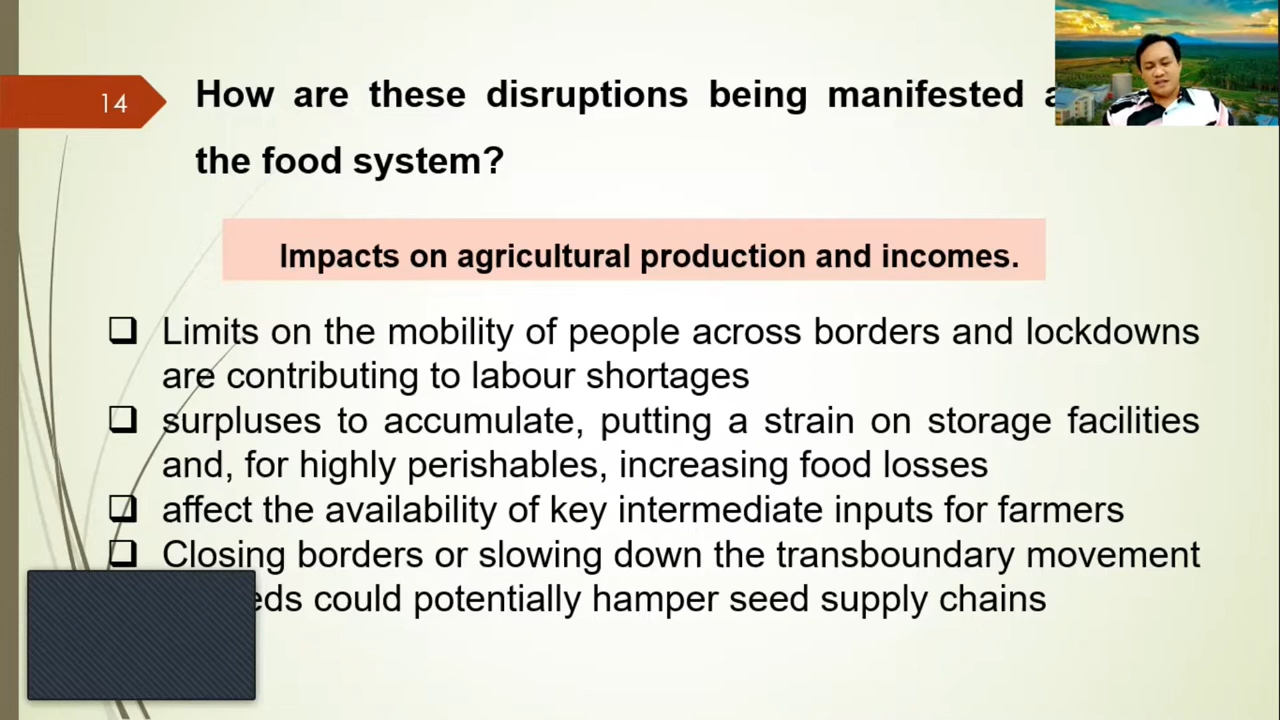 14
How are these disruptions being manifested
the food system?
Impacts on agricultural production and incomes.
❑ Limits on the mobility of people across borders and lockdowns
are contributing to labour shortages
❑ surpluses to accumulate, putting a strain on storage facilities
and, for highly perishables, increasing food losses
❑ affect the availability of key intermediate inputs for farmers
❑ Closing borders or slowing down the transboundary movement
could potentially hamper seed supply chains